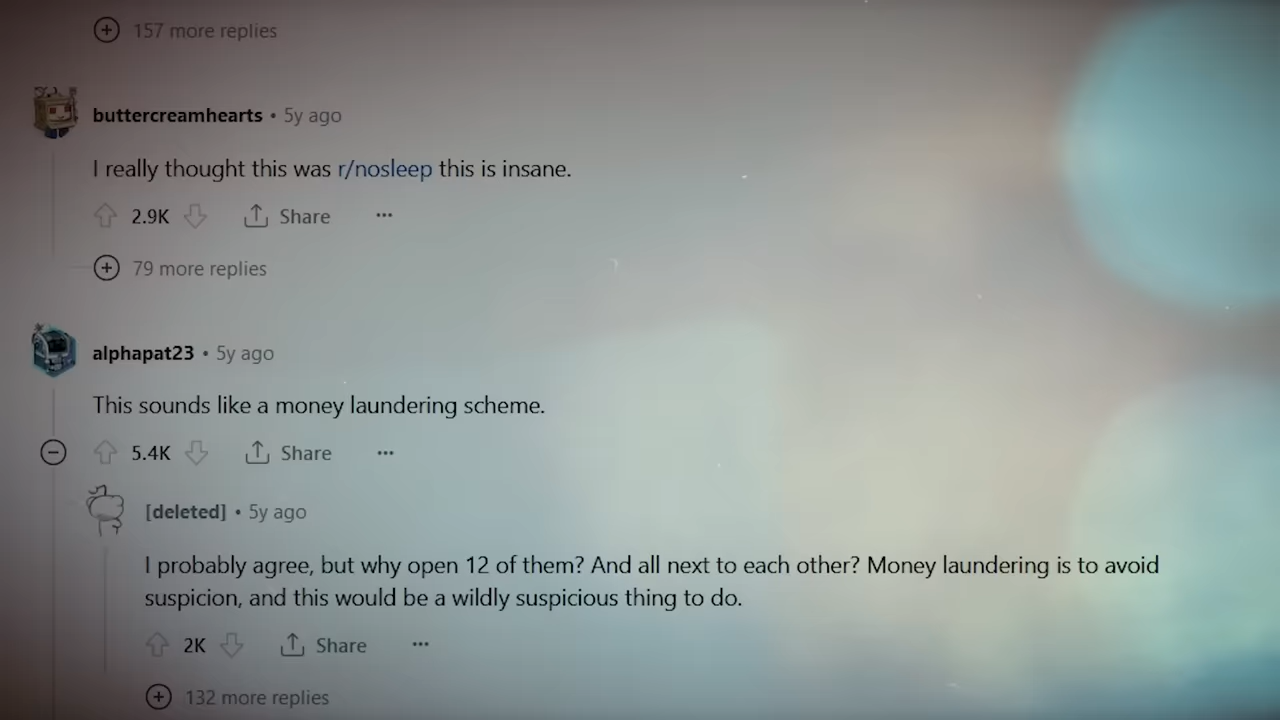 157 more replies
buttercreamhearts • 5y ago
I really thought this was r/nosleep this is insane.
2.9K Share ...
79 more replies
alphapat23 • 5y ago
This sounds like a money laundering scheme.
5.4K Share ...
[deleted] • 5y ago
I probably agree, but why open 12 of them? And all next to each other? Money laundering is to avoid
suspicion, and this would be a wildly suspicious thing to do.
2K Share ...
132 more replies